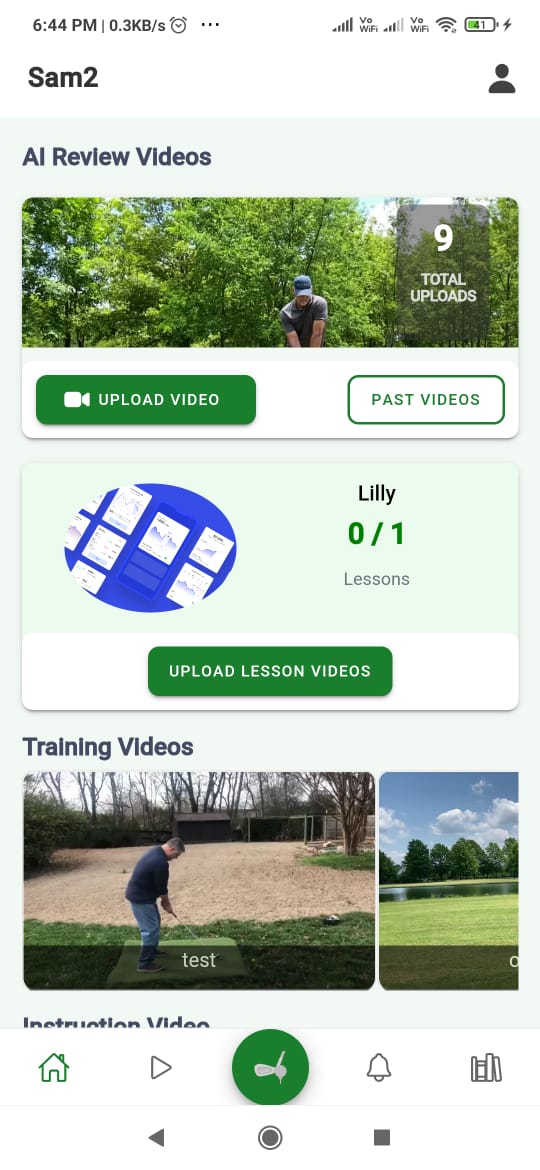 6:44 PM | 0.3KB/s ...
Vo WiFi Vo WiFi 41
Sam2
AI Review Videos
9
TOTAL
UPLOADS
UPLOAD VIDEO
PAST VIDEOS
Lilly
0 / 1
Lessons
UPLOAD LESSON VIDEOS
Training Videos
test
Instruction Video